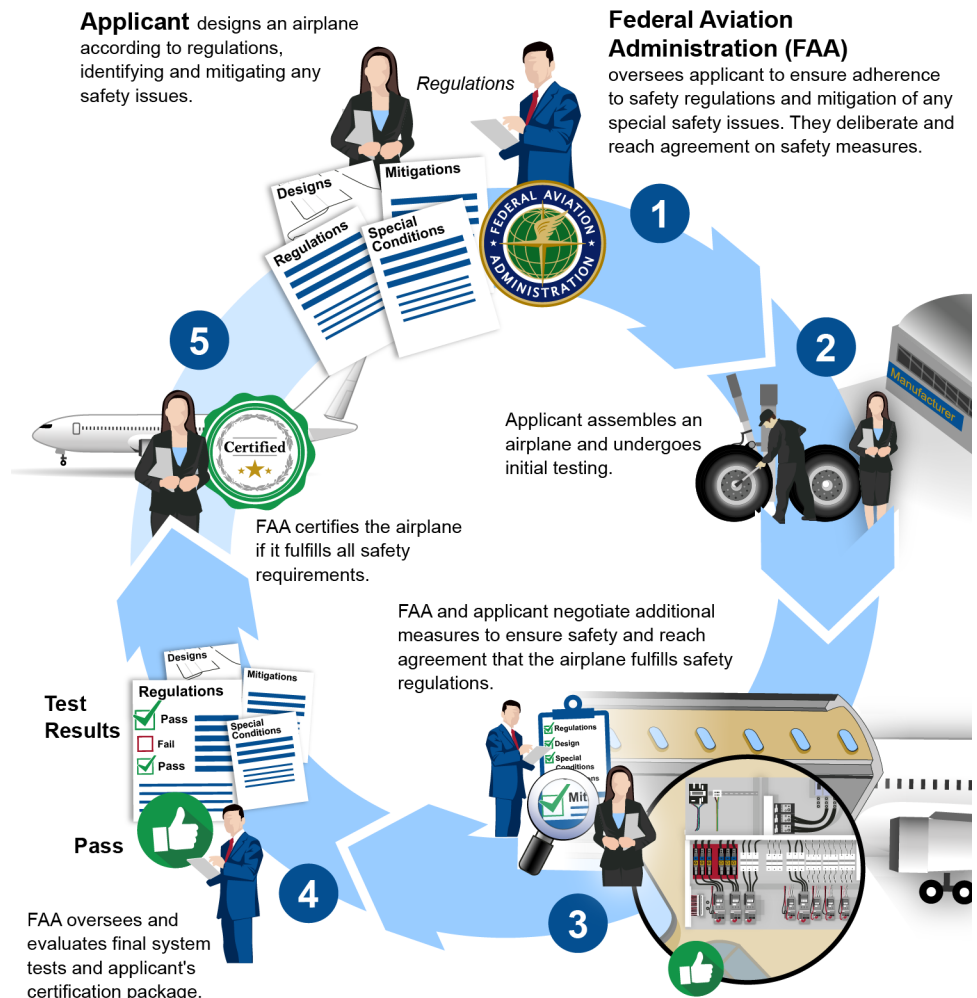 Applicant designs an airplane
according to regulations,
identifying and mitigating any
safety issues.
Regulations
Federal Aviation
Administration (FAA)
oversees applicant to ensure adherence
to safety regulations and mitigation of any
special safety issues. They deliberate and
reach agreement on safety measures.
Designs
Mitigations
Regulations
Special
Conditions
FEDERAL AVIATION
ADMINISTRATION
1
2
Manufacturer
Applicant assembles an
airplane and undergoes
initial testing.
5
Certified
FAA certifies the airplane
if it fulfills all safety
requirements.
FAA and applicant negotiate additional
measures to ensure safety and reach
agreement that the airplane fulfills safety
regulations.
Regulations
Design
Special
Conditions
Mit
3
Test
Results
Designs
Mitigations
Regulations
Pass
Fail
Pass
Special
Conditions
Pass
4
FAA oversees and
evaluates final system
tests and applicant's
certification package.